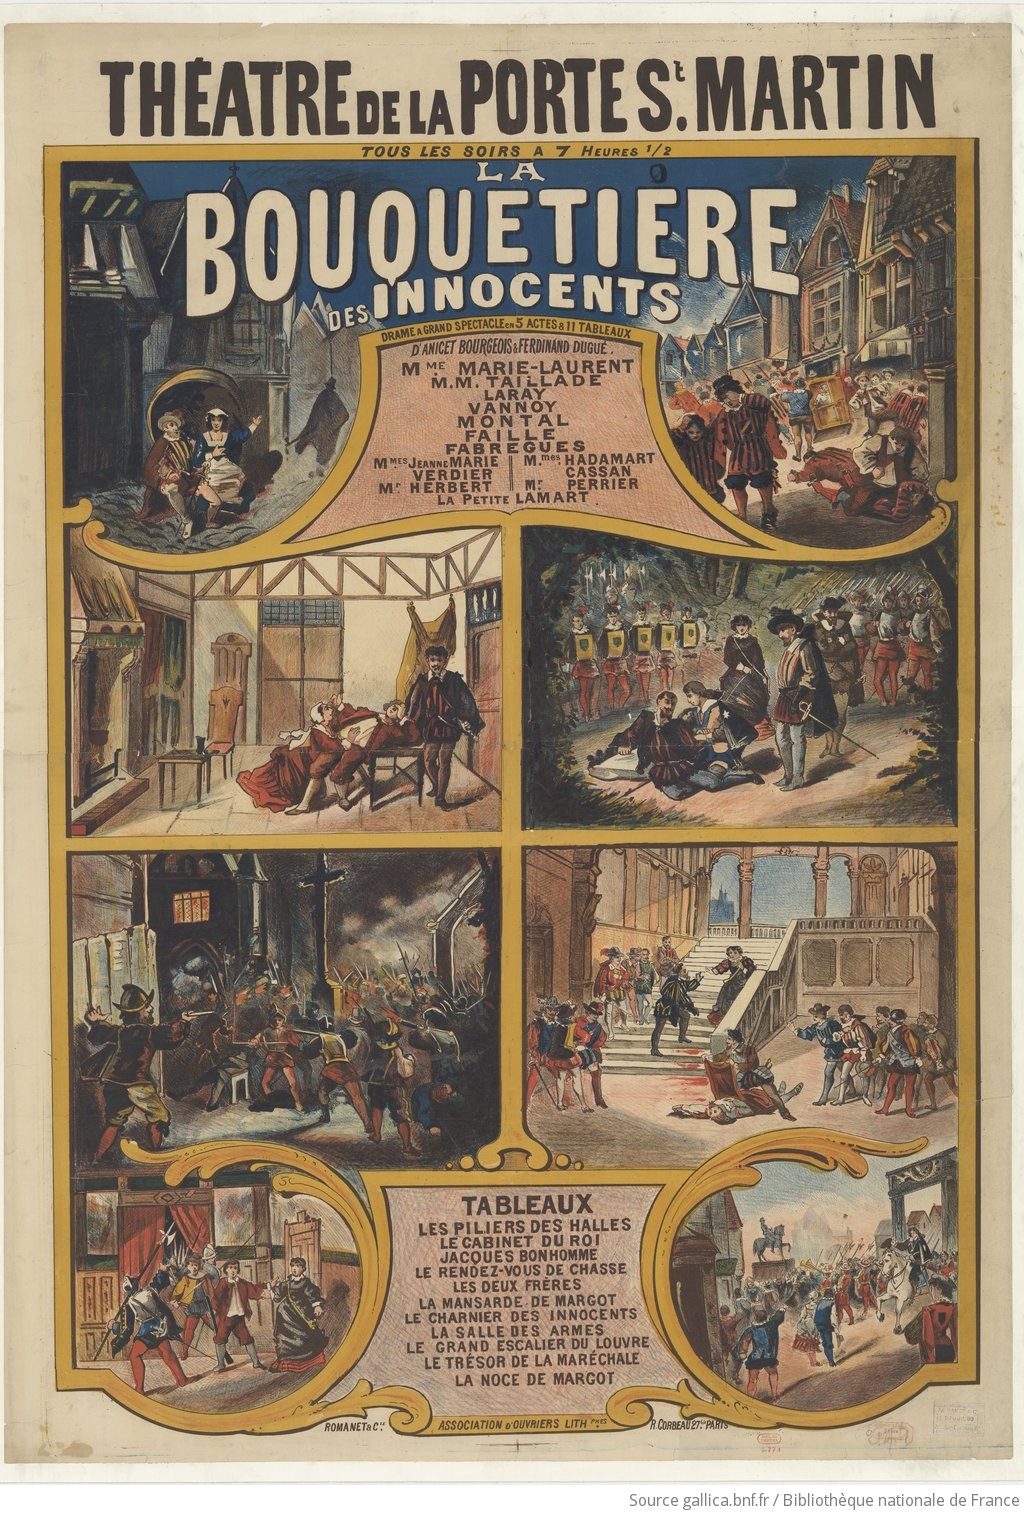 THÉATRE DE LA PORTE St. MARTIN
TOUS LES SOIRS A 7 HEURES 1/2
LA
BOUQUETIÈRE
DES INNOCENTS
DRAME A GRAND SPECTACLE EN 5 ACTES & 11 TABLEAUX
D'ANICET BOURGEOIS & FERDINAND DUGUÉ.
MME MARIE-LAURENT
M.M. TAILLADE
LARAY
VANNOY
MONTAL
FAILLE
FABREGUES
MMES JEANNE MARIE
VERDIER
Mr HERBERT
M.mes HADAMART
CASSAN
Mr PERRIER
LA PETITE LAMART.
TABLEAUX
LES PILIERS DES HALLES
LE CABINET DU ROI
JACQUES BONHOMME
LE RENDEZ-VOUS DE CHASSE
LES DEUX FRÈRES
LA MANSARDE DE MARGOT
LE CHARNIER DES INNOCENTS
LA SALLE DES ARMES
LE GRAND ESCALIER DU LOUVRE
LE TRÉSOR DE LA MARÉCHALE
LA NOCE DE MARGOT
ROMANET & Cie
ASSOCIATION D'OUVRIERS LITH
R. CORBEAU 27 PARIS
Source gallica.bnf.fr / Bibliothèque nationale de France